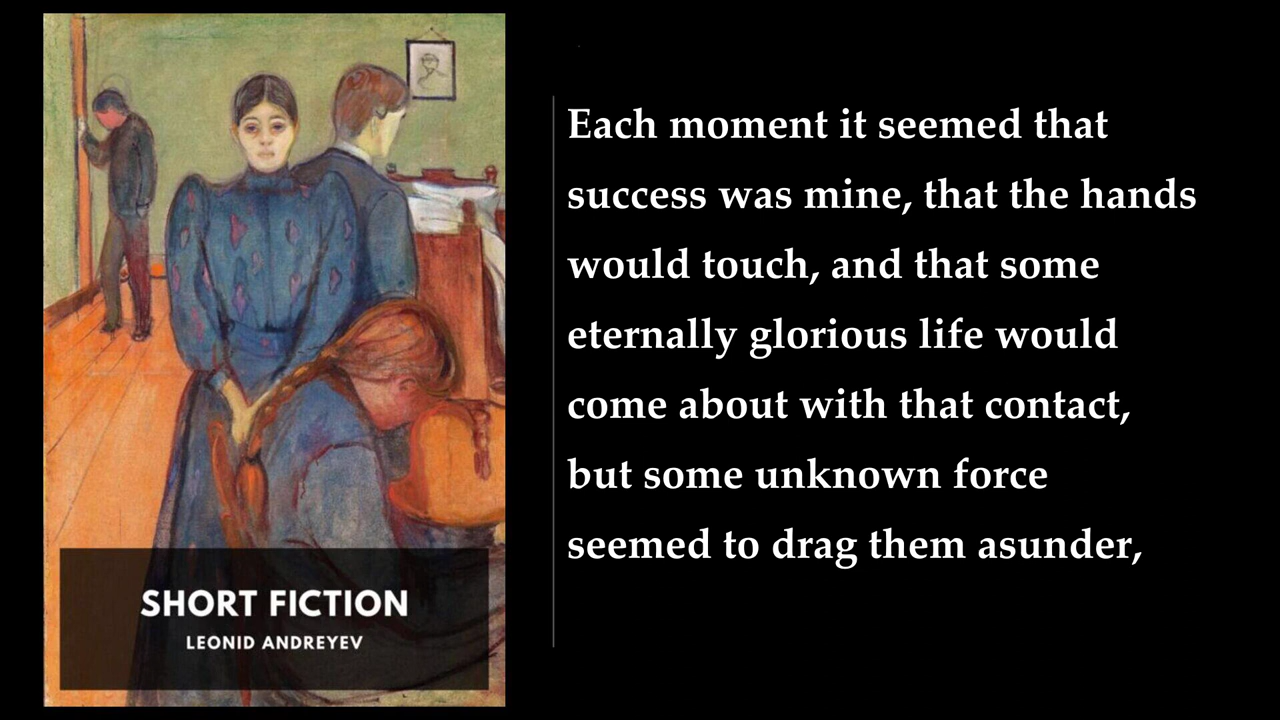 SHORT FICTION
LEONID ANDREYEV
Each moment it seemed that
success was mine, that the hands
would touch, and that some
eternally glorious life would
come about with that contact,
but some unknown force
seemed to drag them asunder,